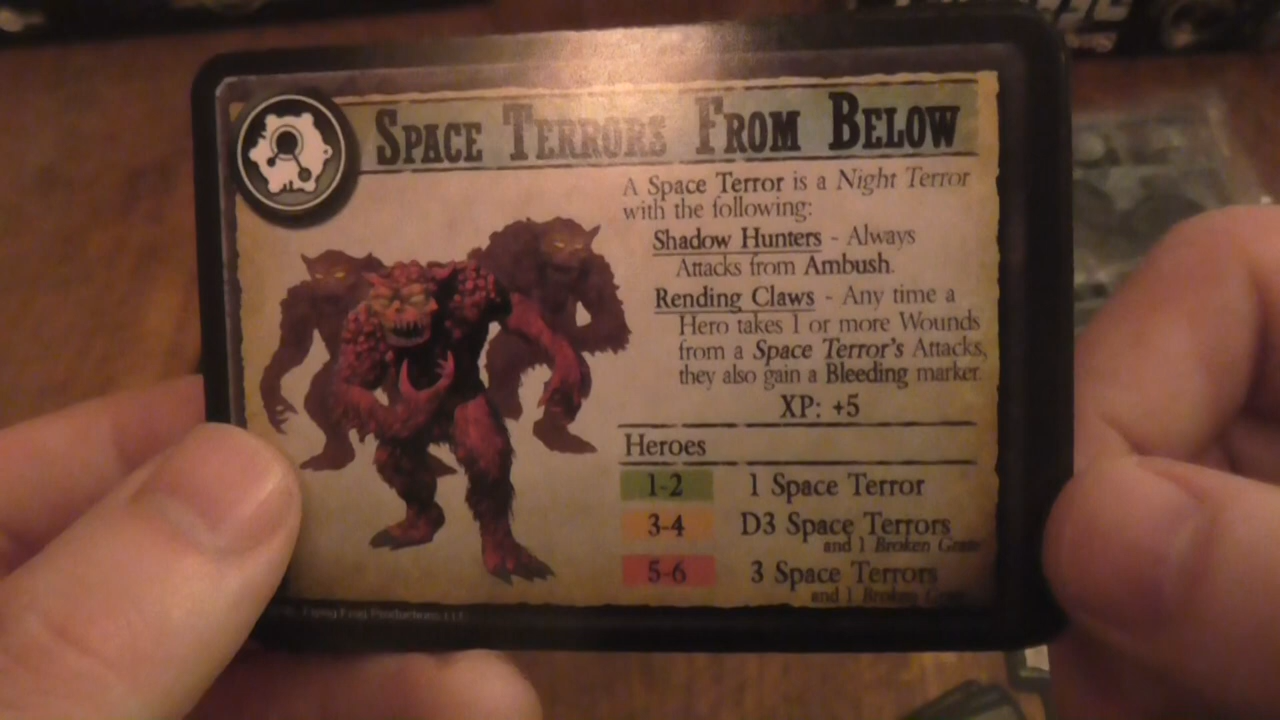 SPACE TERRORS FROM BELOW
A Space Terror is a Night Terror
with the following:
Shadow Hunters - Always
Attacks from Ambush.
Rending Claws - Any time a
Hero takes 1 or more Wounds
from a Space Terror's Attacks,
they also gain a Bleeding marker.
XP: +5
Heroes
1-2 1 Space Terror
3-4 D3 Space Terrors
and 1 Broken
5-6 3 Space Terrors
and 1 Broken
Flying Frog Productions, LLC